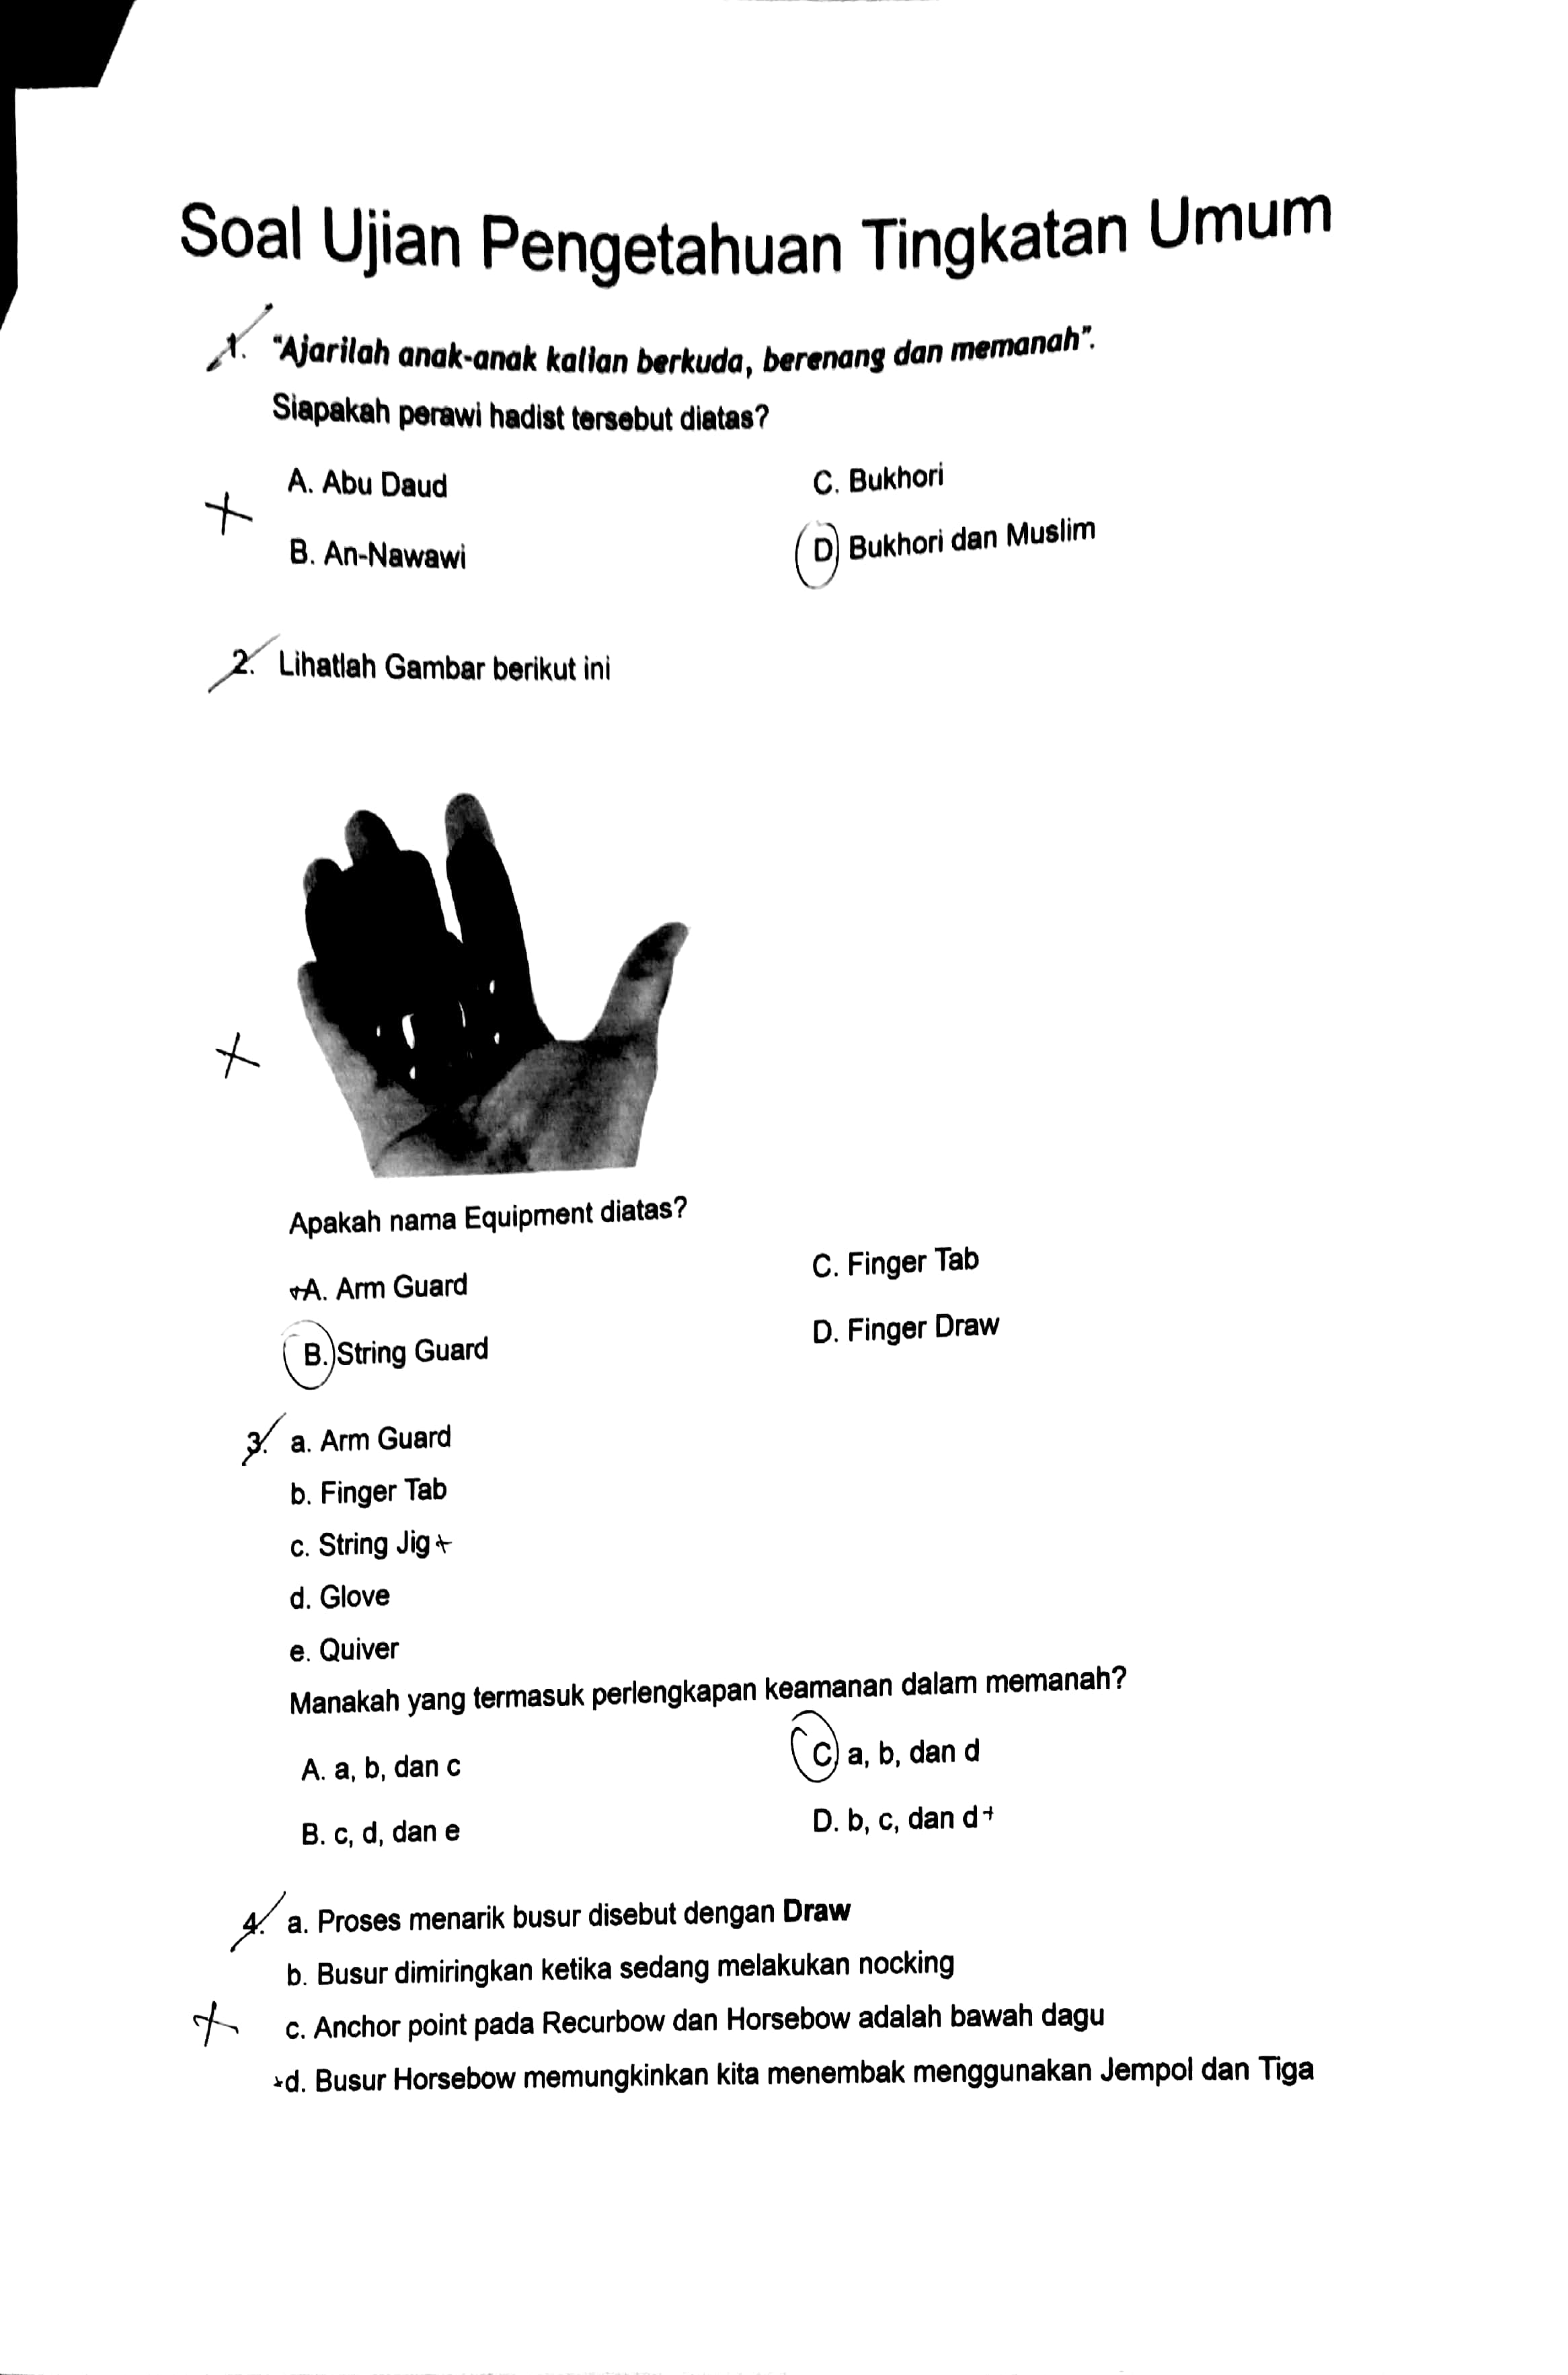 Soal Ujian Pengetahuan Tingkatan Umum
1. "Ajarilah anak-anak kalian berkuda, berenang dan memanah".
Siapakah perawi hadist tersebut diatas?
A. Abu Daud
B. An-Nawawi
C. Bukhori
D. Bukhori dan Muslim
2. Lihatlah Gambar berikut ini
Apakah nama Equipment diatas?
A. Arm Guard
B. String Guard
C. Finger Tab
D. Finger Draw
3. a. Arm Guard
b. Finger Tab
c. String Jig
d. Glove
e. Quiver
Manakah yang termasuk perlengkapan keamanan dalam memanah?
A. a, b, dan c
B. c, d, dan e
C. a, b, dan d
D. b, c, dan d
4. a. Proses menarik busur disebut dengan Draw
b. Busur dimiringkan ketika sedang melakukan nocking
c. Anchor point pada Recurbow dan Horsebow adalah bawah dagu
d. Busur Horsebow memungkinkan kita menembak menggunakan Jempol dan Tiga